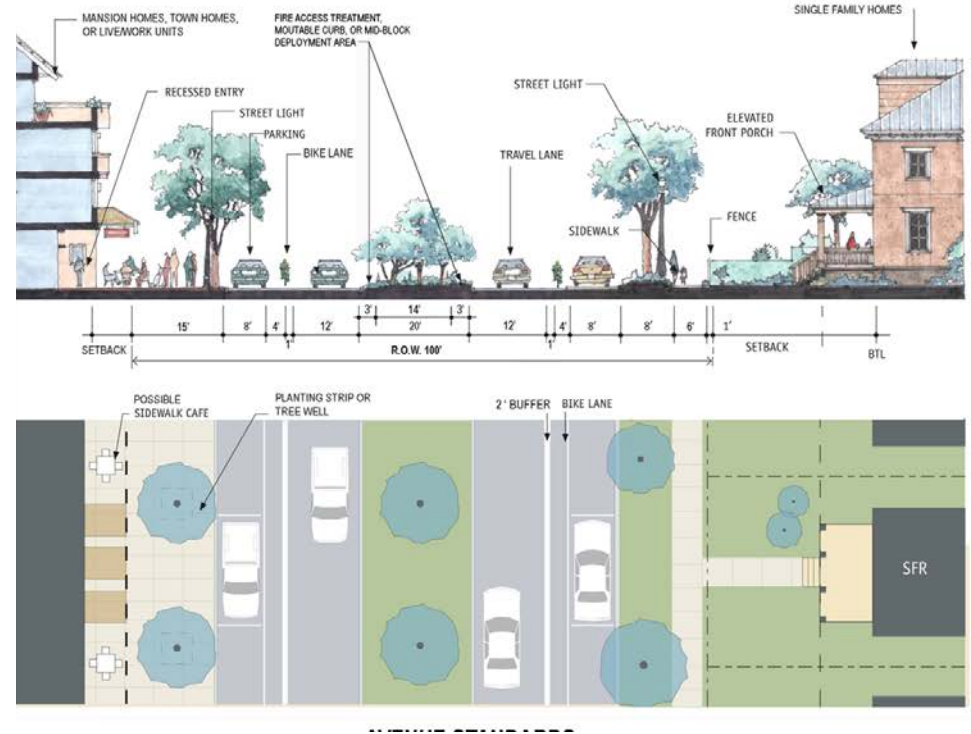 MANSION HOMES, TOWN HOMES,
OR LIVE/WORK UNITS
FIRE ACCESS TREATMENT,
MOUTABLE CURB, OR MID-BLOCK
DEPLOYMENT AREA
SINGLE FAMILY HOMES
RECESSED ENTRY
STREET LIGHT
PARKING
BIKE LANE
TRAVEL LANE
STREET LIGHT
SIDEWALK
ELEVATED
FRONT PORCH
FENCE
3' 14' 3'
15' 8' 4' 12' 20' 12' 4' 8' 8' 6' 1'
1' 1'
SETBACK
R.O.W. 100'
SETBACK
BTL
POSSIBLE
SIDEWALK CAFE
PLANTING STRIP OR
TREE WELL
2' BUFFER
BIKE LANE
SFR
AVENUE STANDARDS